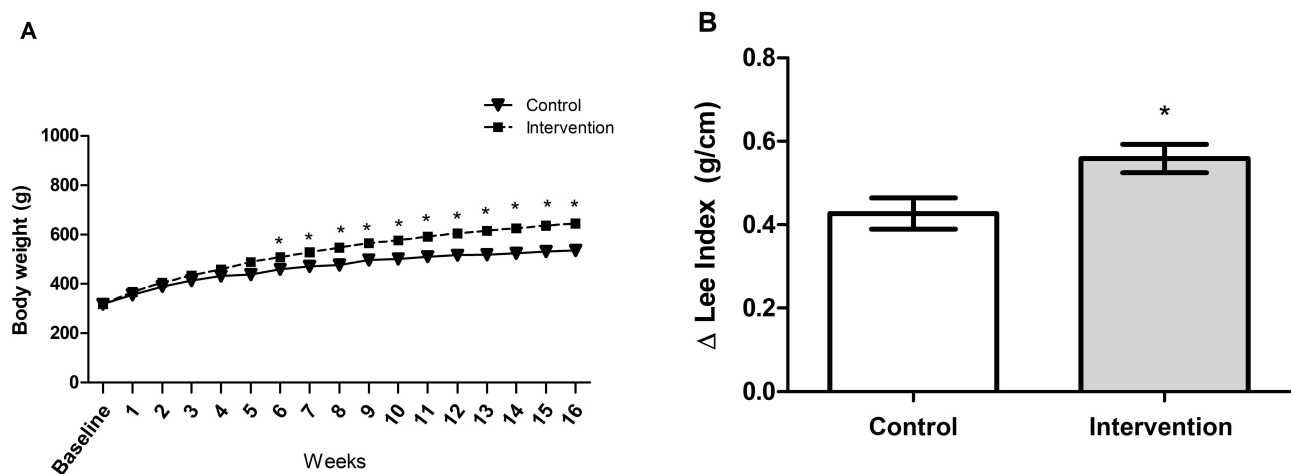 A
Control
Intervention
Body weight (g)
1000
800
600
400
200
0
* * * * * * * * * * *
Baseline 1 2 3 4 5 6 7 8 9 10 11 12 13 14 15 16
Weeks
B
Δ Lee Index (g/cm)
0.8
0.6
0.4
0.2
0.0
*
Control Intervention